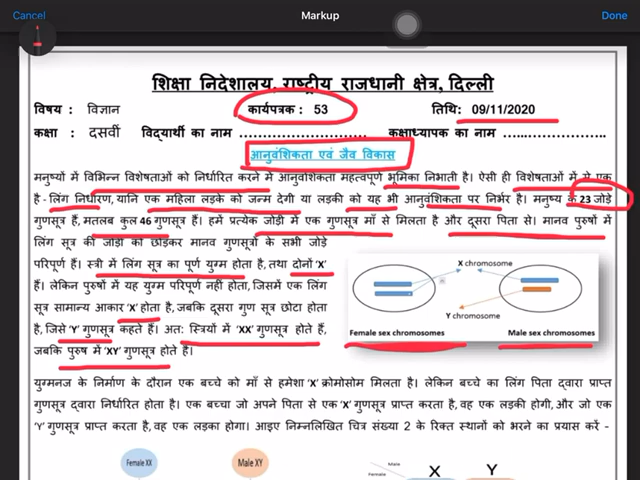 Cancel
Markup
Done
शिक्षा निदेशालय, राष्ट्रीय राजधानी क्षेत्र, दिल्ली
विषय : विज्ञान
कार्यपत्रक : 53
तिथि: 09/11/2020
कक्षा : दसवीं विद्यार्थी का नाम ........................... कक्षाध्यापक का नाम .......................
आनुवंशिकता एवं जैव विकास
मनुष्यों में विभिन्न विशेषताओं को निर्धारित करने में आनुवंशिकता महत्वपूर्ण भूमिका निभाती है। ऐसी ही विशेषताओं में से एक
है - लिंग निर्धारण, यानि एक महिला लड़के को जन्म देगी या लड़की को यह भी आनुवंशिकता पर निर्भर है। मनुष्य के 23 जोड़े
गुणसूत्र हैं, मतलब कुल 46 गुणसूत्र हैं। हमे प्रत्येक जोड़ी में एक गुणसूत्र माँ से मिलता है और दूसरा पिता से। मानव पुरुषों में
लिंग सूत्र की जोड़ी को छोड़कर मानव गुणसूत्रों के सभी जोड़े
परिपूर्ण हैं। स्त्री में लिंग सूत्र का पूर्ण युग्म होता है, तथा दोनों 'X'
हैं। लेकिन पुरुषों में यह युग्म परिपूर्ण नहीं होता, जिसमें एक लिंग
सूत्र सामान्य आकार 'X' होता है, जबकि दूसरा गुण सूत्र छोटा होता
है, जिसे 'Y' गुणसूत्र कहते हैं। अत: स्त्रियों में 'XX' गुणसूत्र होते हैं,
जबकि पुरुष में 'XY' गुणसूत्र होते है।
X chromosome
Y chromosome
Female sex chromosomes
Male sex chromosomes
युग्मनज के निर्माण के दौरान एक बच्चे को माँ से हमेशा 'X' क्रोमोसोम मिलता है। लेकिन बच्चे का लिंग पिता द्वारा प्राप्त
गुणसूत्र द्वारा निर्धारित होता है। एक बच्चा जो अपने पिता से एक 'X' गुणसूत्र प्राप्त करता है, वह एक लड़की होगी, और जो एक
'Y' गुणसूत्र प्राप्त करता है, वह एक लडका होगा। आइए निम्नलिखित चित्र संख्या 2 के रिक्त स्थानों को भरने का प्रयास करें -
Female XX
Male XY
Male
Female
X
Y